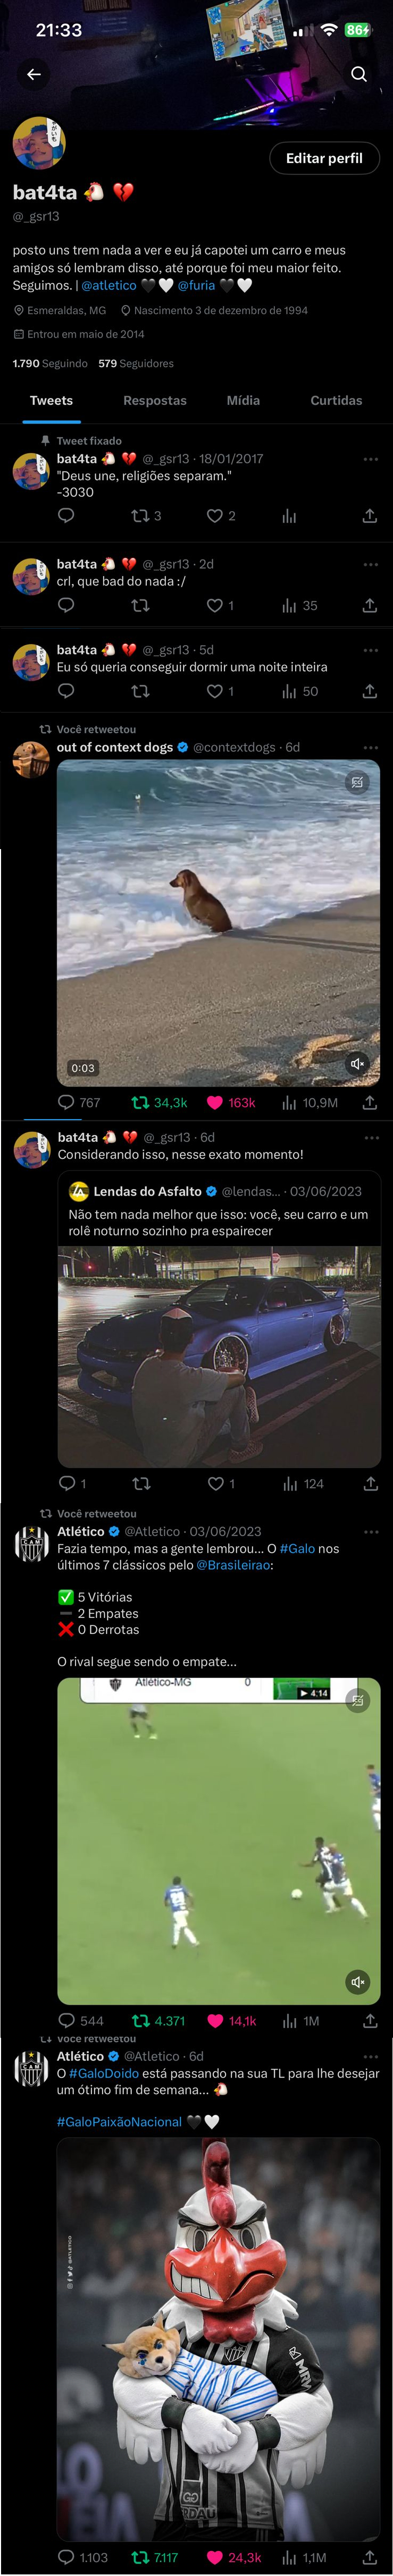 21:33
86
Editar perfil
bat4ta 🐔 💔
@_gsr13
posto uns trem nada a ver e eu já capotei um carro e meus
amigos só lembram disso, até porque foi meu maior feito.
Seguimos. | @atletico 🖤🤍 @furia 🖤🤍
Esmeraldas, MG Nascimento 3 de dezembro de 1994
Entrou em maio de 2014
1.790 Seguindo 579 Seguidores
Tweets Respostas Mídia Curtidas
Tweet fixado
bat4ta 🐔 💔 @_gsr13 · 18/01/2017
"Deus une, religiões separam."
-3030
3 2
bat4ta 🐔 💔 @_gsr13 · 2d
crl, que bad do nada :/
1 35
bat4ta 🐔 💔 @_gsr13 · 5d
Eu só queria conseguir dormir uma noite inteira
1 50
Você retweetou
out of context dogs @contextdogs · 6d
0:03
767 34,3k 163k 10,9M
bat4ta 🐔 💔 @_gsr13 · 6d
Considerando isso, nesse exato momento!
Lendas do Asfalto @lendas... · 03/06/2023
Não tem nada melhor que isso: você, seu carro e um
rolê noturno sozinho pra espairecer
1 1 124
Você retweetou
Atlético @Atletico · 03/06/2023
Fazia tempo, mas a gente lembrou... O #Galo nos
últimos 7 clássicos pelo @Brasileirao:
✅ 5 Vitórias
➖ 2 Empates
❌ 0 Derrotas
O rival segue sendo o empate...
Atlético-MG 0
4:14
544 4.371 14,1k 1M
Você retweetou
Atlético @Atletico · 6d
O #GaloDoido está passando na sua TL para lhe desejar
um ótimo fim de semana... 🐔
#GaloPaixãoNacional 🖤🤍
@ATLETICO
MRV
1.103 7.117 24,3k 1,1M